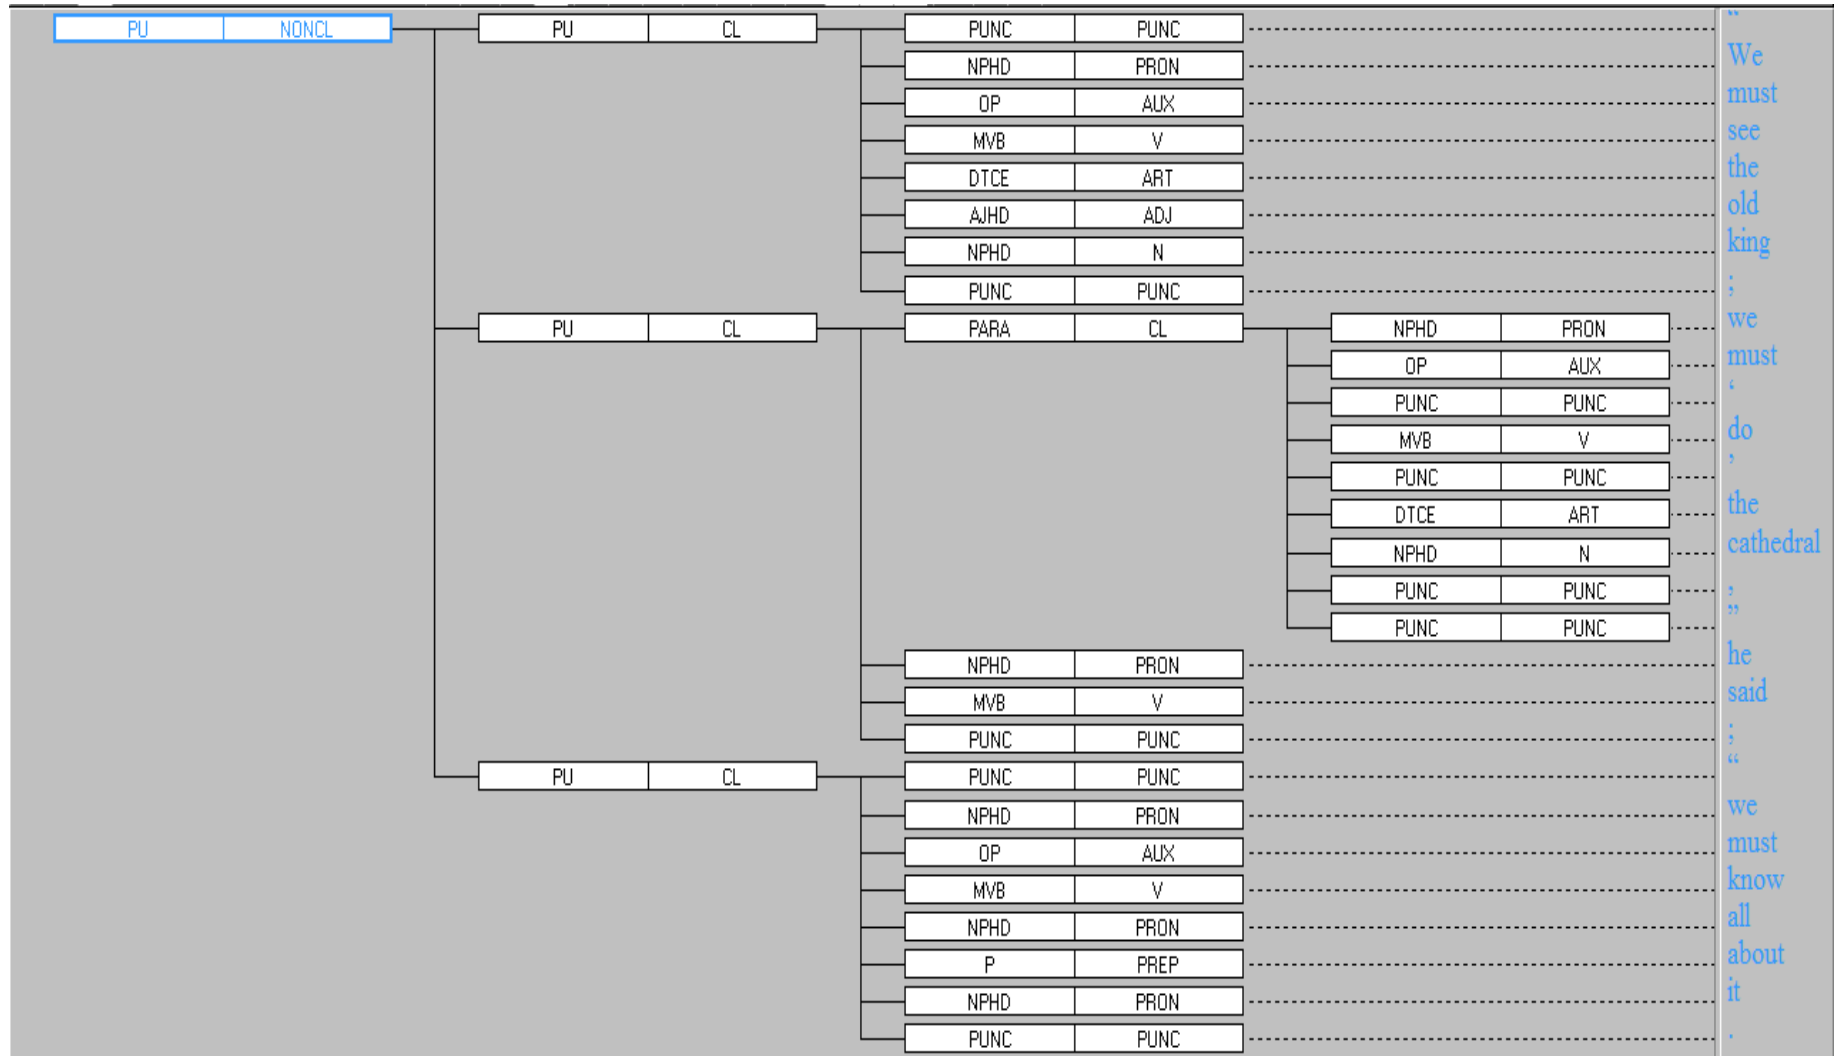 PU NONCL PU CL PUNC PUNC “
NPHD PRON We
OP AUX must
MVB V see
DTCE ART the
AJHD ADJ old
NPHD N king
PUNC PUNC ;
PU CL PARA CL NPHD PRON we
OP AUX must
PUNC PUNC ‘
MVB V do
PUNC PUNC ’
DTCE ART the
NPHD N cathedral
PUNC PUNC ,
PUNC PUNC ”
NPHD PRON he
MVB V said
PUNC PUNC ;
PU CL PUNC PUNC “
NPHD PRON we
OP AUX must
MVB V know
NPHD PRON all
P PREP about
NPHD PRON it
PUNC PUNC .